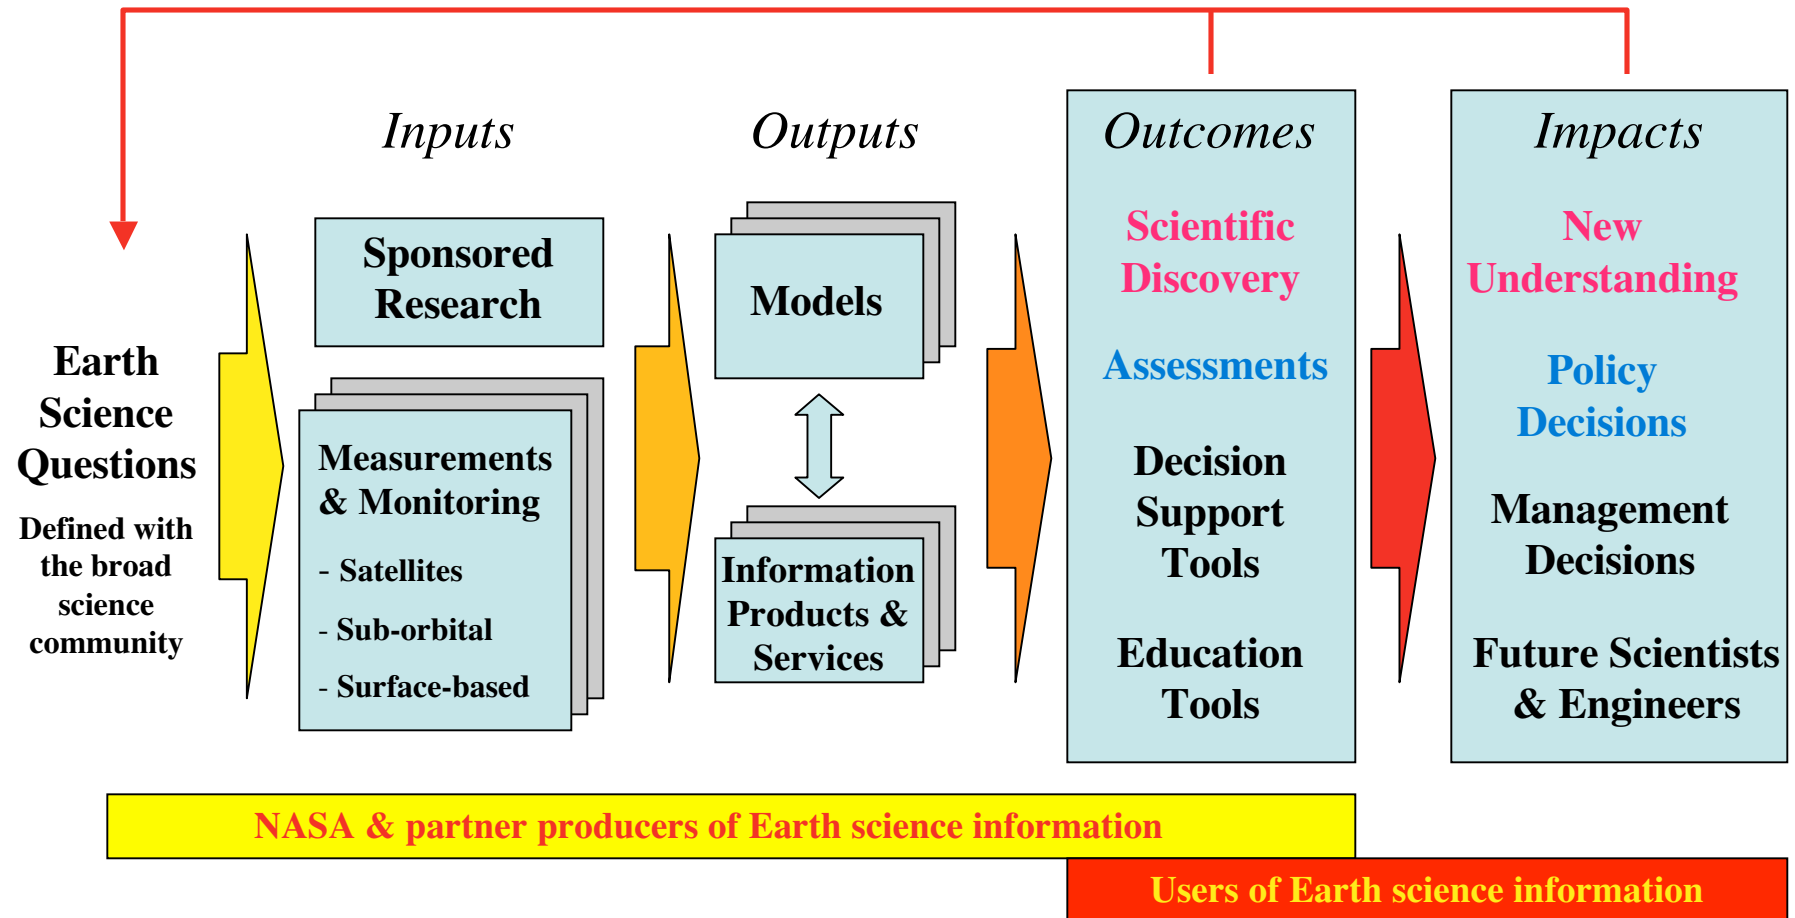 Earth
Science
Questions
Defined with
the broad
science
community
Inputs
Sponsored
Research
Measurements
& Monitoring
- Satellites
- Sub-orbital
- Surface-based
Outputs
Models
Information
Products &
Services
Outcomes
Scientific
Discovery
Assessments
Decision
Support
Tools
Education
Tools
Impacts
New
Understanding
Policy
Decisions
Management
Decisions
Future Scientists
& Engineers
NASA & partner producers of Earth science information
Users of Earth science information